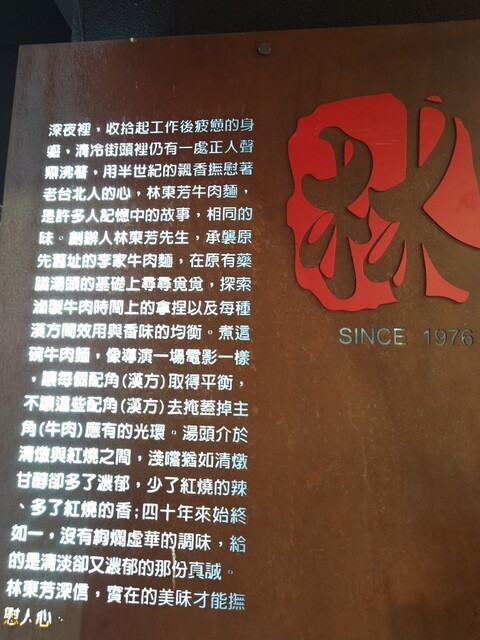 深夜裡，收拾起工作後疲憊的身
軀，清冷街頭裡仍有一處正人聲
鼎沸著，用半世紀的飄香撫慰著
老台北人的心，林東芳牛肉麵，
是許多人記憶中的故事，相同的
味。創辦人林東芳先生，承襲原
先舊址的李家牛肉麵，在原有藥
膳湯頭的基礎上尋尋覓覓，探索
滷製牛肉時間上的拿捏以及每種
漢方間效用與香味的均衡。煮這
碗牛肉麵，像導演一場電影一樣
，讓每個配角(漢方)取得平衡，
不讓這些配角(漢方)去掩蓋掉主
角(牛肉)應有的光環。湯頭介於
清燉與紅燒之間，淺嚐猶如清燉
甘醇卻多了濃郁，少了紅燒的辣
、多了紅燒的香；四十年來始終
如一，沒有絢爛虛華的調味，給
的是清淡卻又濃郁的那份真誠。
林東芳深信，實在的美味才能撫
慰人心。
林
SINCE 1976